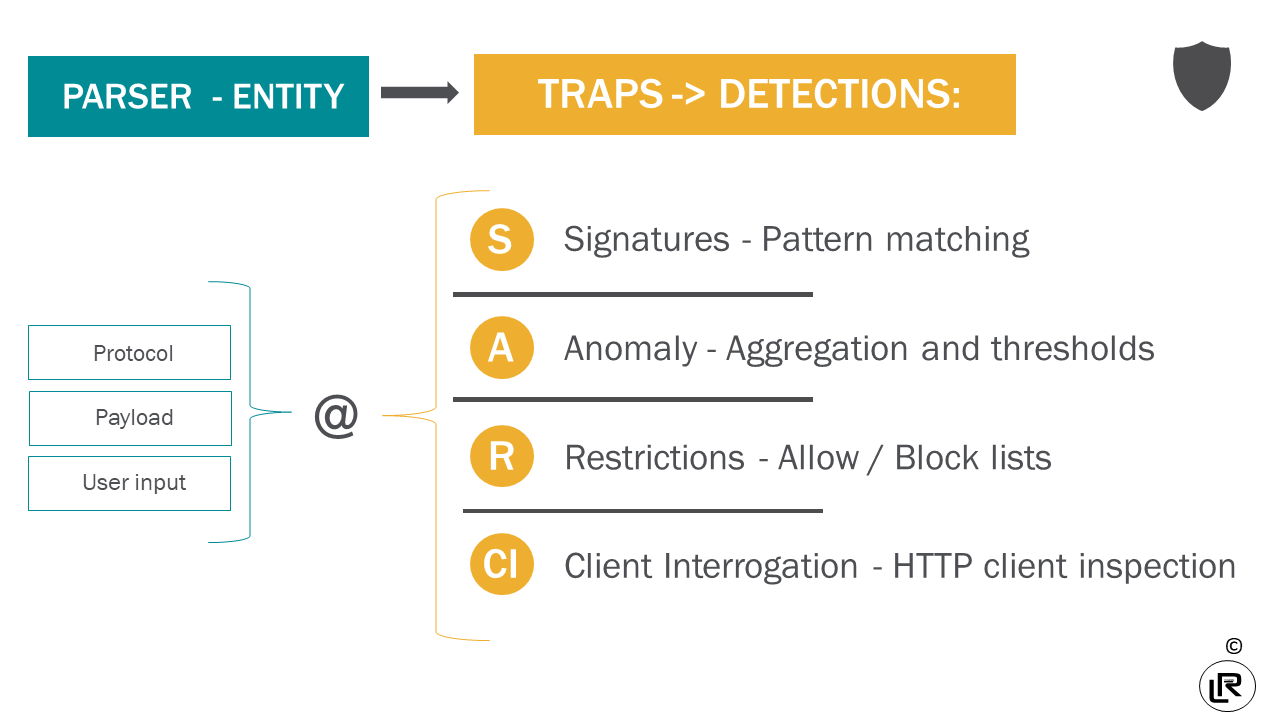 PARSER - ENTITY
TRAPS -> DETECTIONS:
Protocol
Payload
User input
@
S
Signatures - Pattern matching
A
Anomaly - Aggregation and thresholds
R
Restrictions - Allow / Block lists
CI
Client Interrogation - HTTP client inspection
©
LR